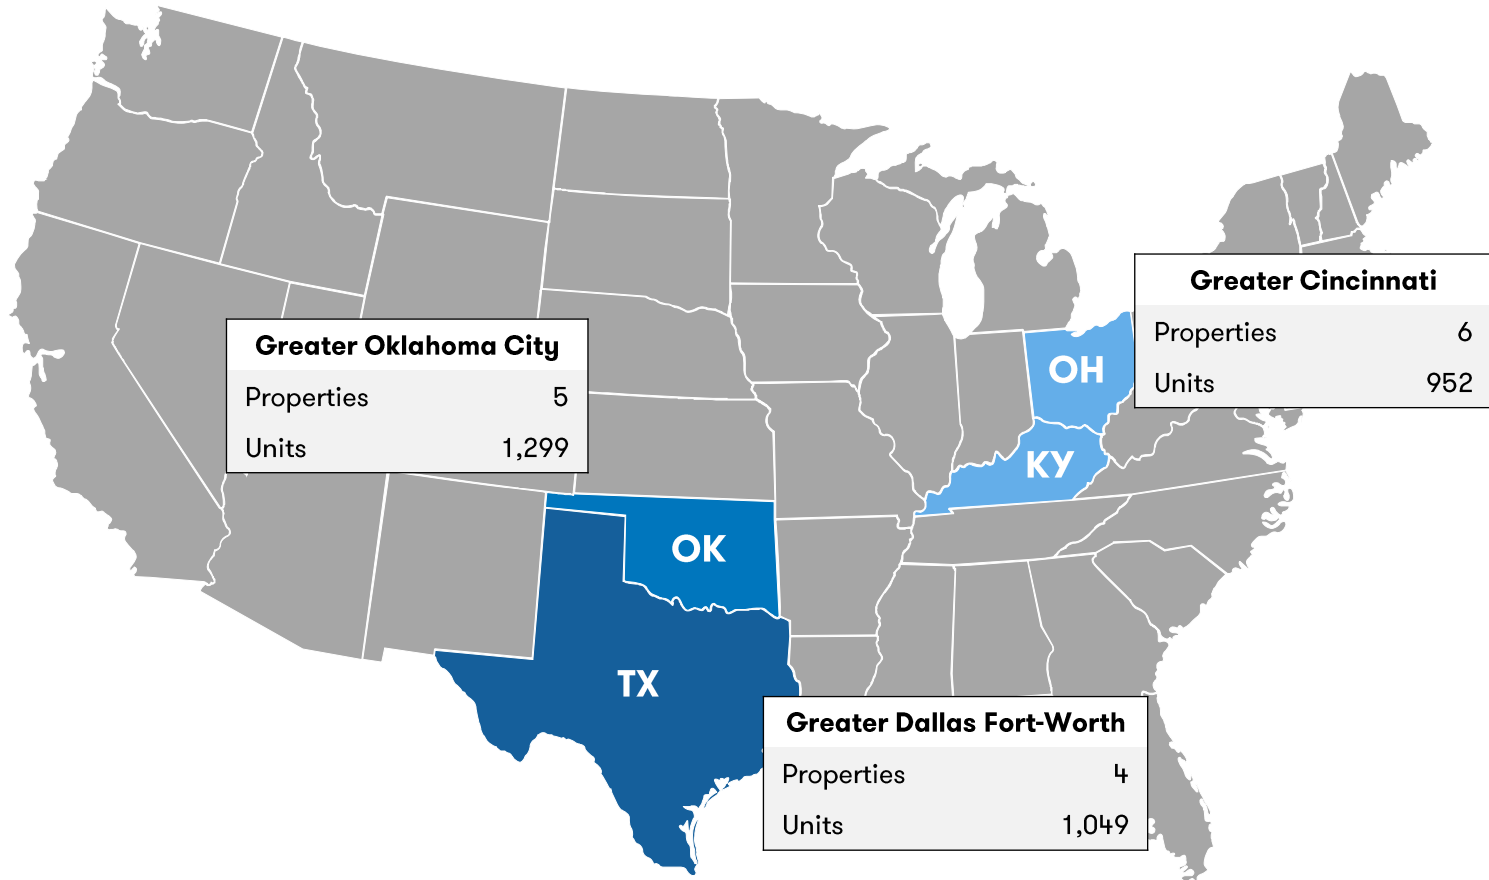 Greater Cincinnati
Properties 6
Units 952
Greater Oklahoma City
Properties 5
Units 1,299
OH
KY
OK
TX
Greater Dallas Fort-Worth
Properties 4
Units 1,049